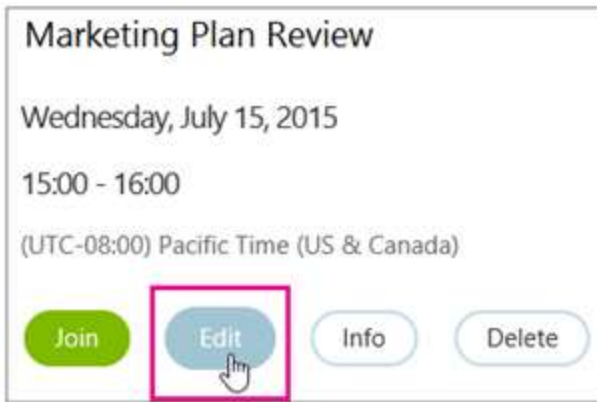 Marketing Plan Review
Wednesday, July 15, 2015
15:00 - 16:00
(UTC-08:00) Pacific Time (US & Canada)
Join Edit Info Delete